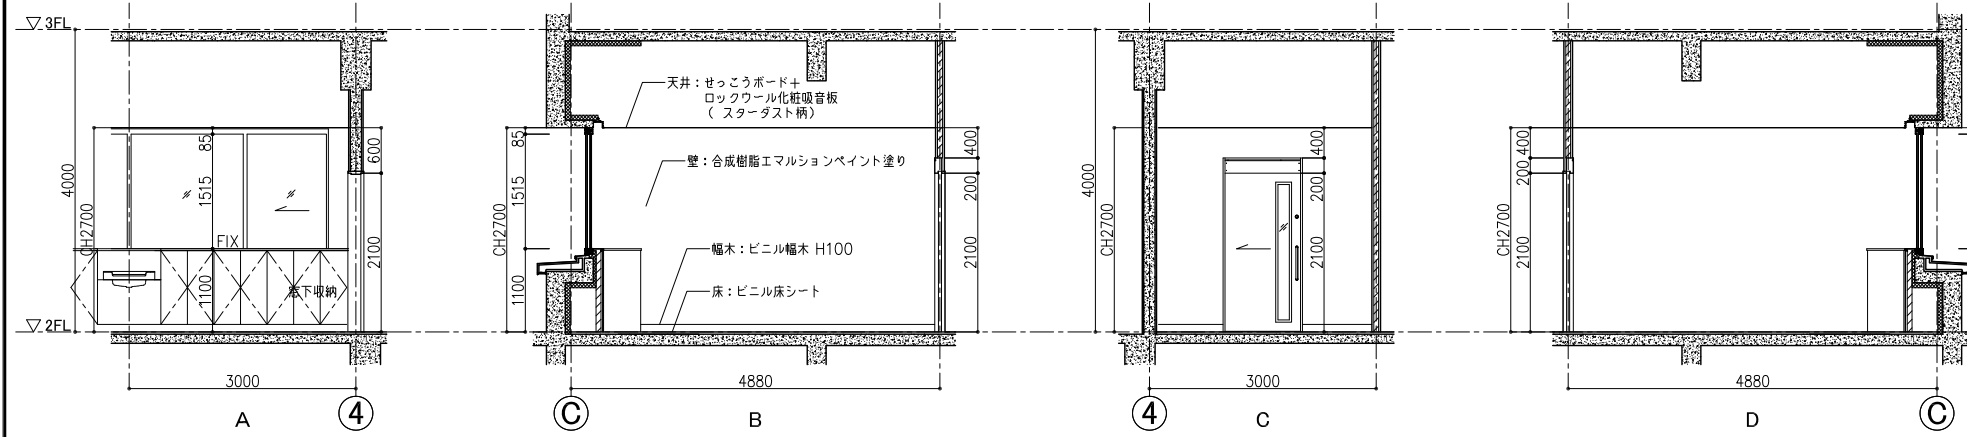 ▽ 3FL
4000
CH2700
85
1515
FIX
1100
窓下収納
600
2100
▽ 2FL
3000
A
4
天井：せっこうボード＋
ロックウール化粧吸音板
（ スターダスト柄）
壁：合成樹脂エマルションペイント塗り
巾木：ビニル巾木 H100
床：ビニル床シート
CH2700
85
1515
1100
400
200
2100
4880
C
B
4000
CH2700
400
200
2100
3000
4
C
CH2700
400
200
2100
4880
D
C